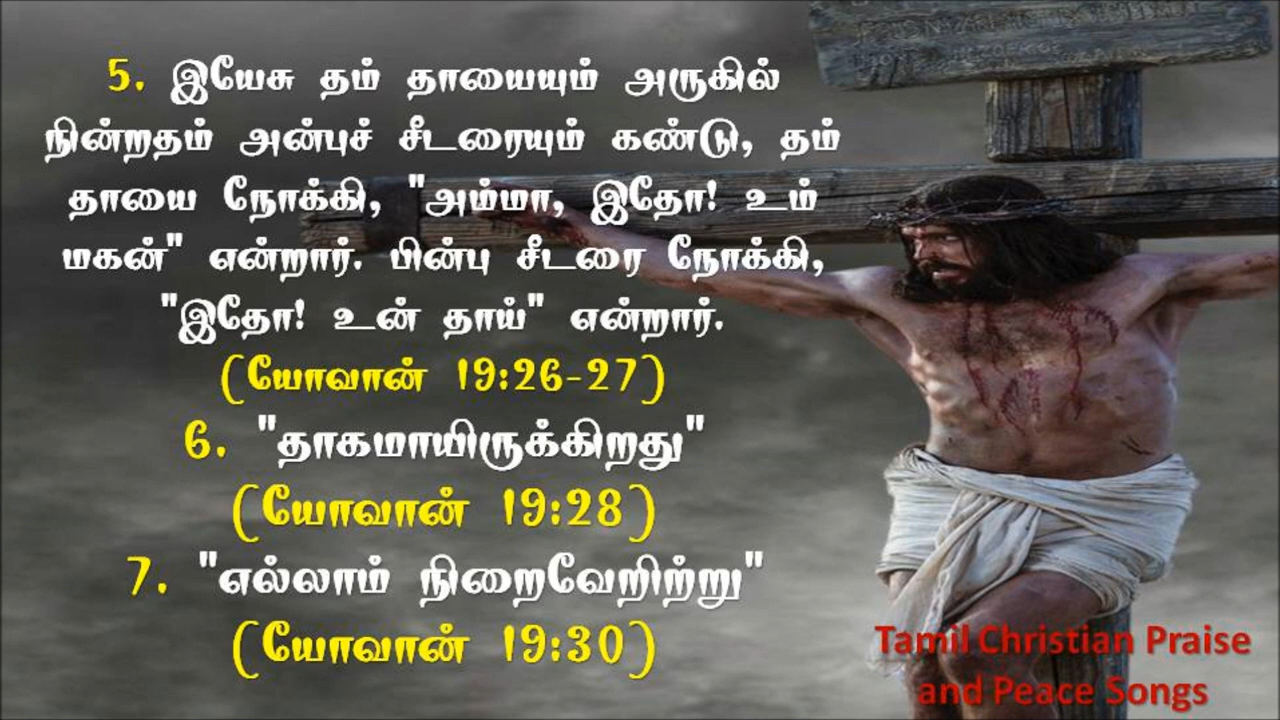 5. இயேசு தம் தாயையும் அருகில்
நின்றதம் அன்புச் சீடரையும் கண்டு, தம்
தாயை நோக்கி, "அம்மா, இதோ! உம்
மகன்" என்றார். பின்பு சீடரை நோக்கி,
"இதோ! உன் தாய்" என்றார்.
(யோவான் 19:26-27)
6. "தாகமாயிருக்கிறது"
(யோவான் 19:28)
7. "எல்லாம் நிறைவேறிற்று"
(யோவான் 19:30)
Tamil Christian Praise
and Peace Songs